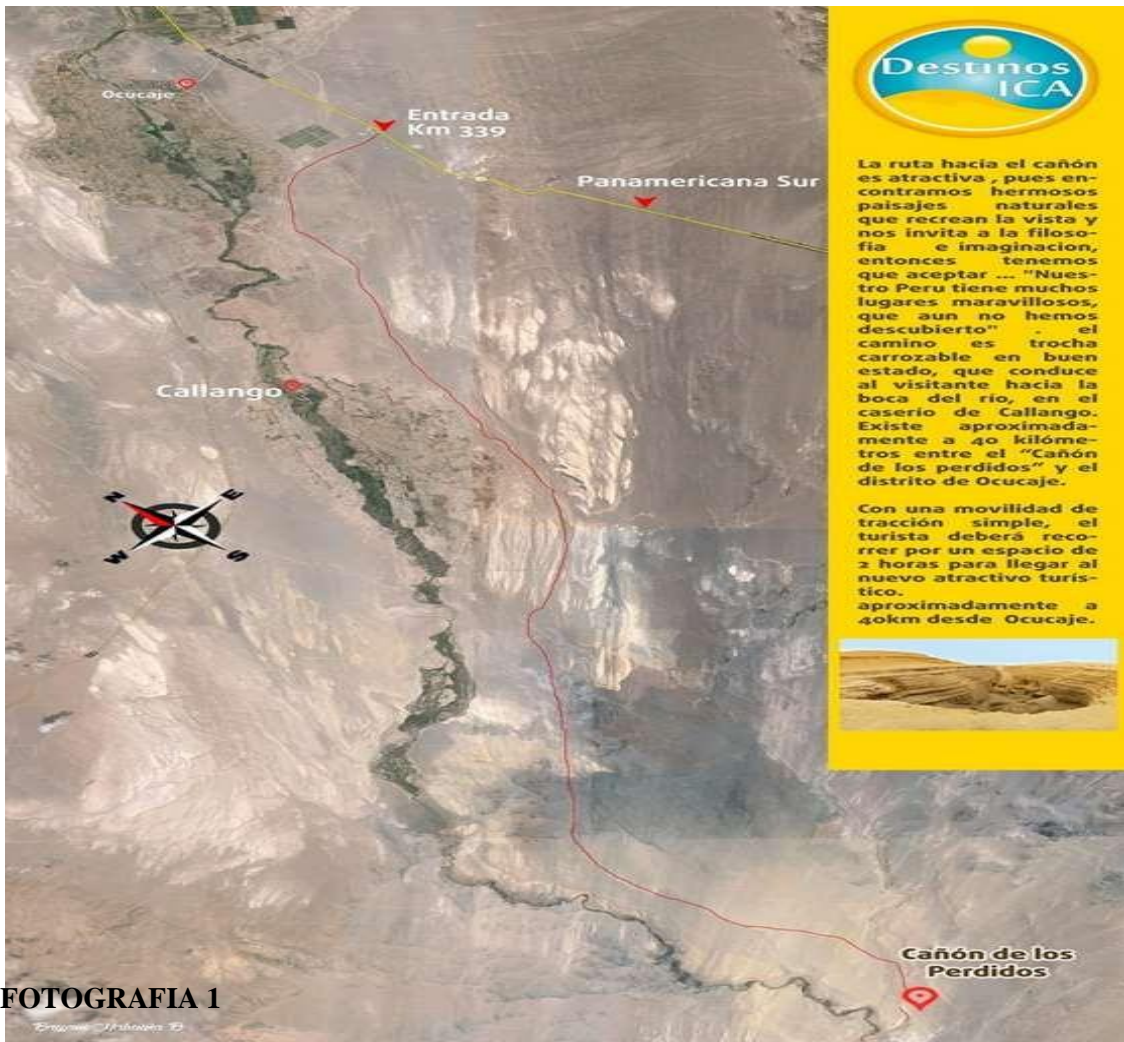 Destinos
ICA
Ocucaje
Entrada
Km 339
Panamericana Sur
La ruta hacia el cañón
es atractiva , pues en-
contramos hermosos
paisajes naturales
que recrean la vista y
nos invita a la filoso-
fia e imaginacion,
entonces tenemos
que aceptar ... "Nues-
tro Peru tiene muchos
lugares maravillosos,
que aun no hemos
descubierto" . el
camino es trocha
carrozable en buen
estado, que conduce
al visitante hacia la
boca del río, en el
caserío de Callango.
Existe aproximada-
mente a 40 kilóme-
tros entre el "Cañón
de los perdidos" y el
distrito de Ocucaje.
Con una movilidad de
tracción simple, el
turista deberá reco-
rrer por un espacio de
2 horas para llegar al
nuevo atractivo turís-
tico.
aproximadamente a
40km desde Ocucaje.
Callango
N
E
W
S
Cañón de los
Perdidos
FOTOGRAFIA 1